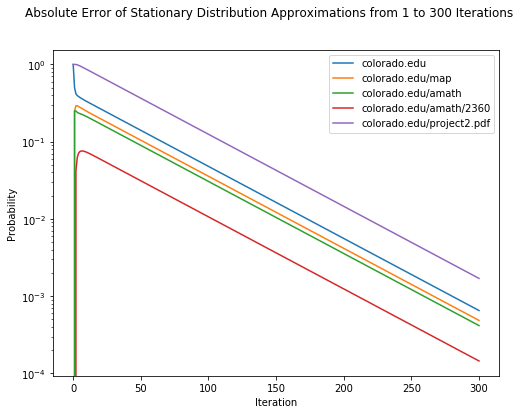 Absolute Error of Stationary Distribution Approximations from 1 to 300 Iterations
colorado.edu
colorado.edu/map
colorado.edu/amath
colorado.edu/amath/2360
colorado.edu/project2.pdf
Probability
10⁰
10⁻¹
10⁻²
10⁻³
10⁻⁴
0 50 100 150 200 250 300
Iteration